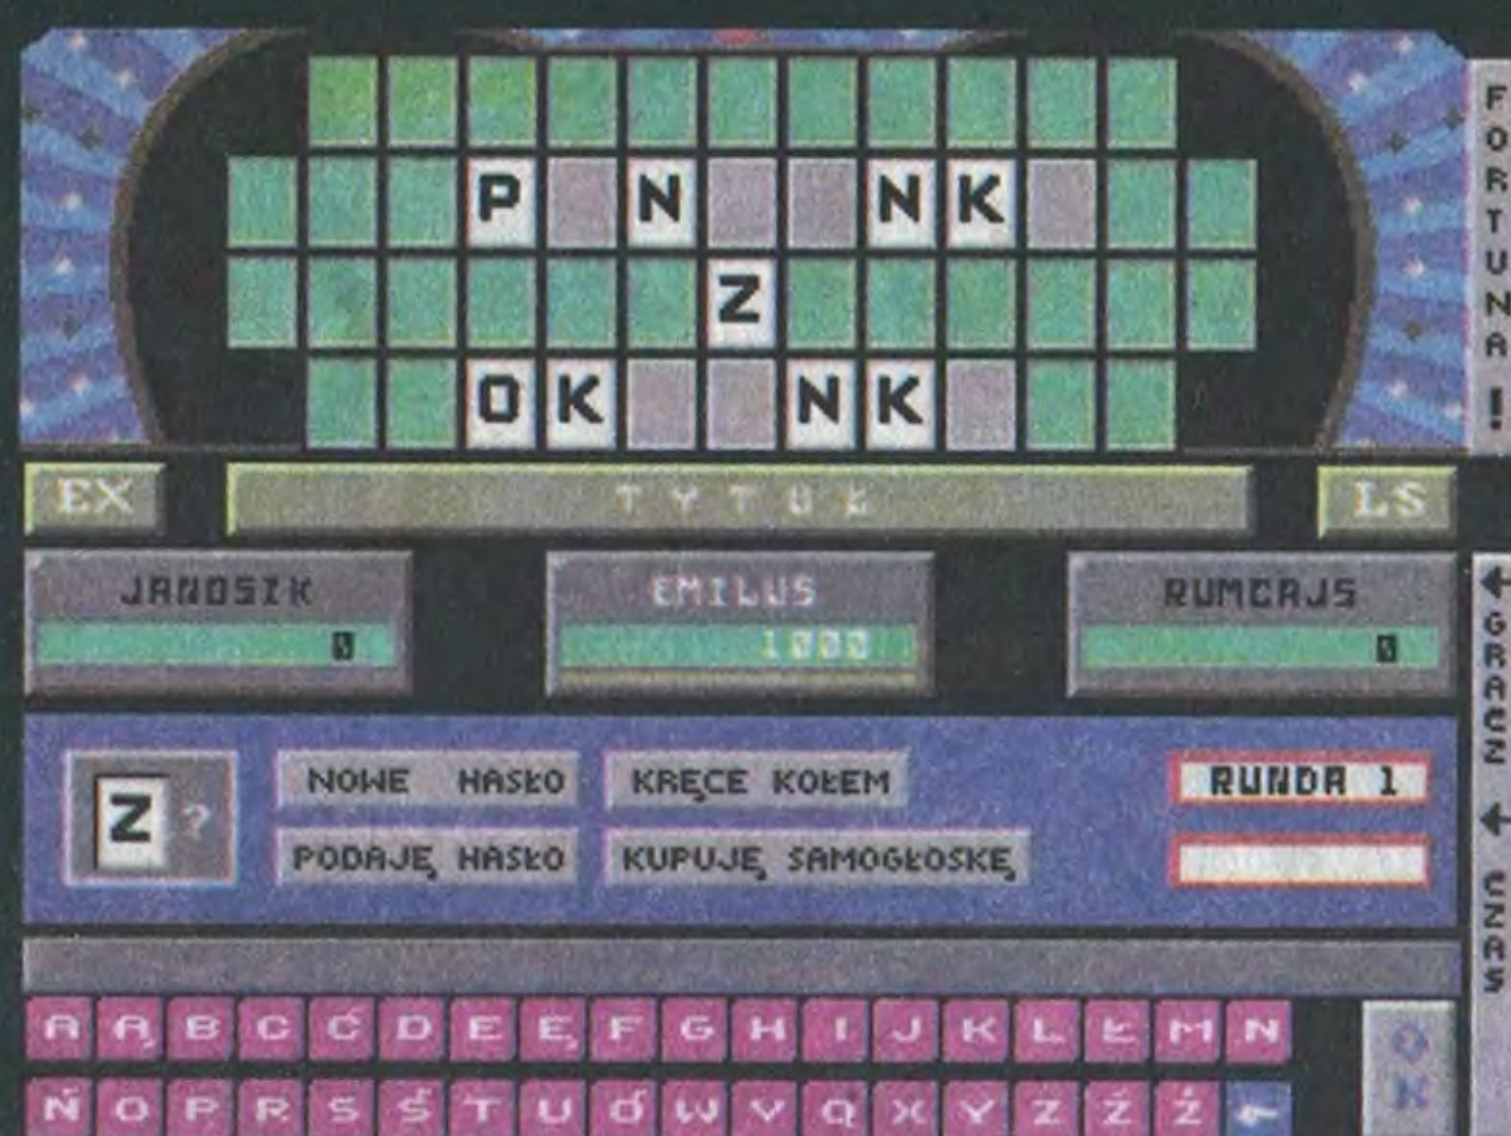 P N NK
Z
OK NK
FORTUNA!
EX TYTUŁ LS
JANOSIK EMILUS RUMCAJS
0 1000 0
GRACZ
Z ? NOWE HASŁO KRĘCE KOŁEM RUNDA 1
PODAJĘ HASŁO KUPUJĘ SAMOGŁOSKĘ
CZAS
A Ą B C Ć D E Ę F G H I J K L Ł M N
Ń O P R S Ś T U Ó W V Q X Y Z Ź Ż
OK